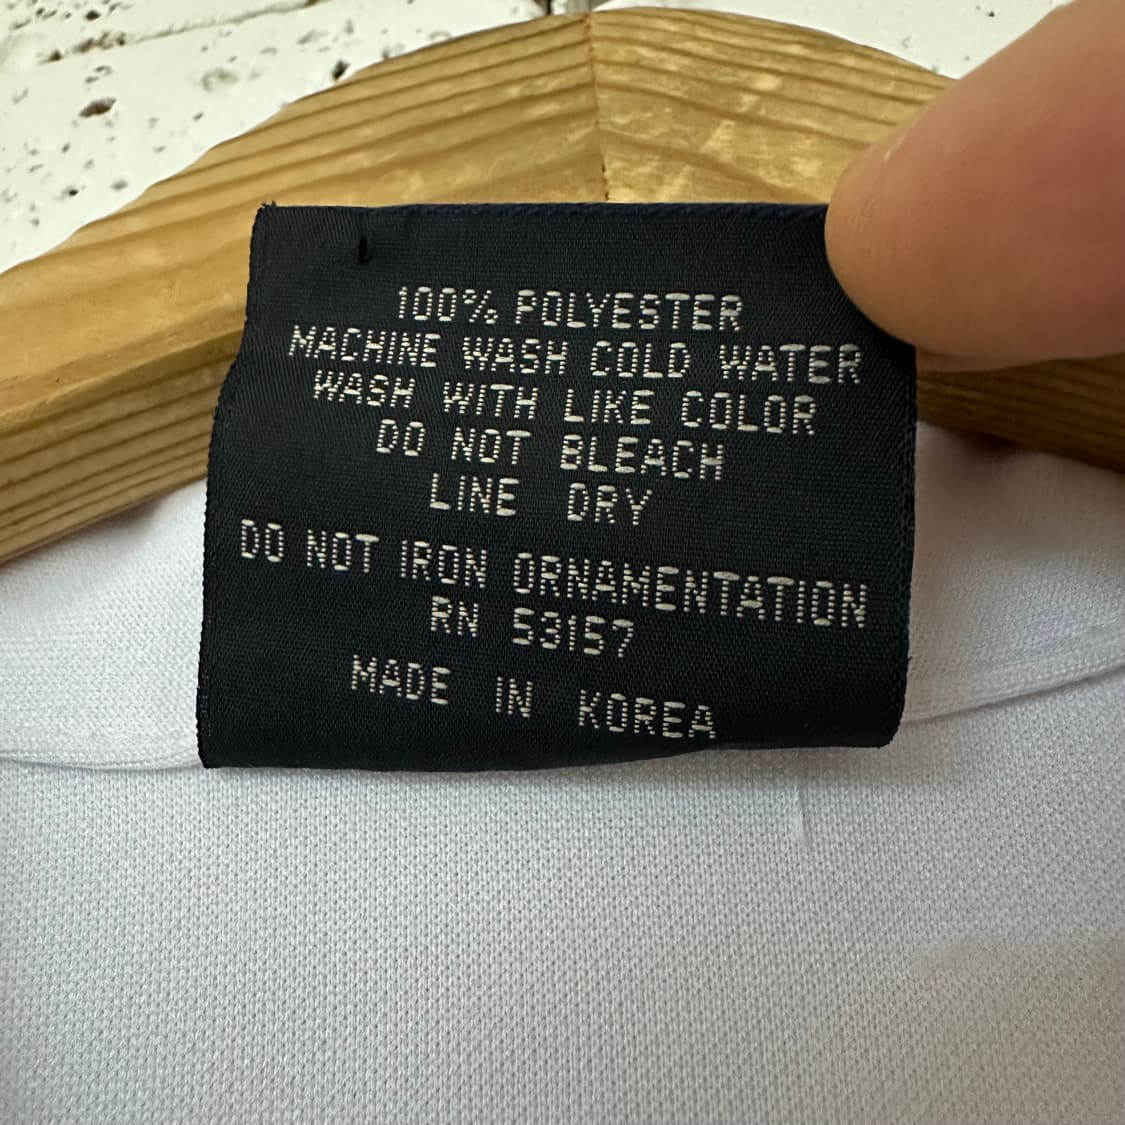 100% POLYESTER
MACHINE WASH COLD WATER
WASH WITH LIKE COLOR
DO NOT BLEACH
LINE DRY
DO NOT IRON ORNAMENTATION
RN 53157
MADE IN KOREA